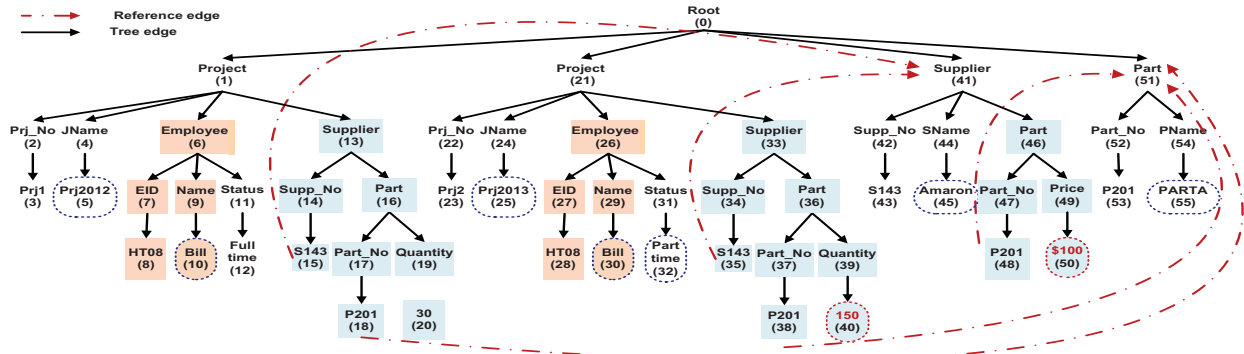 Reference edge
Tree edge
Root
(0)
Project
(1)
Project
(21)
Supplier
(41)
Part
(51)
Prj_No
(2)
JName
(4)
Employee
(6)
Supplier
(13)
Prj_No
(22)
JName
(24)
Employee
(26)
Supplier
(33)
Supp_No
(42)
SName
(44)
Part
(46)
Part_No
(52)
PName
(54)
Prj1
(3)
Prj2012
(5)
EID
(7)
Name
(9)
Status
(11)
Supp_No
(14)
Part
(16)
Prj2
(23)
Prj2013
(25)
EID
(27)
Name
(29)
Status
(31)
Supp_No
(34)
Part
(36)
S143
(43)
Amaron
(45)
Part_No
(47)
Price
(49)
P201
(53)
PARTA
(55)
HT08
(8)
Bill
(10)
Full
time
(12)
S143
(15)
Part_No
(17)
Quantity
(19)
HT08
(28)
Bill
(30)
Part
time
(32)
S143
(35)
Part_No
(37)
Quantity
(39)
P201
(48)
$100
(50)
P201
(18)
30
(20)
P201
(38)
150
(40)